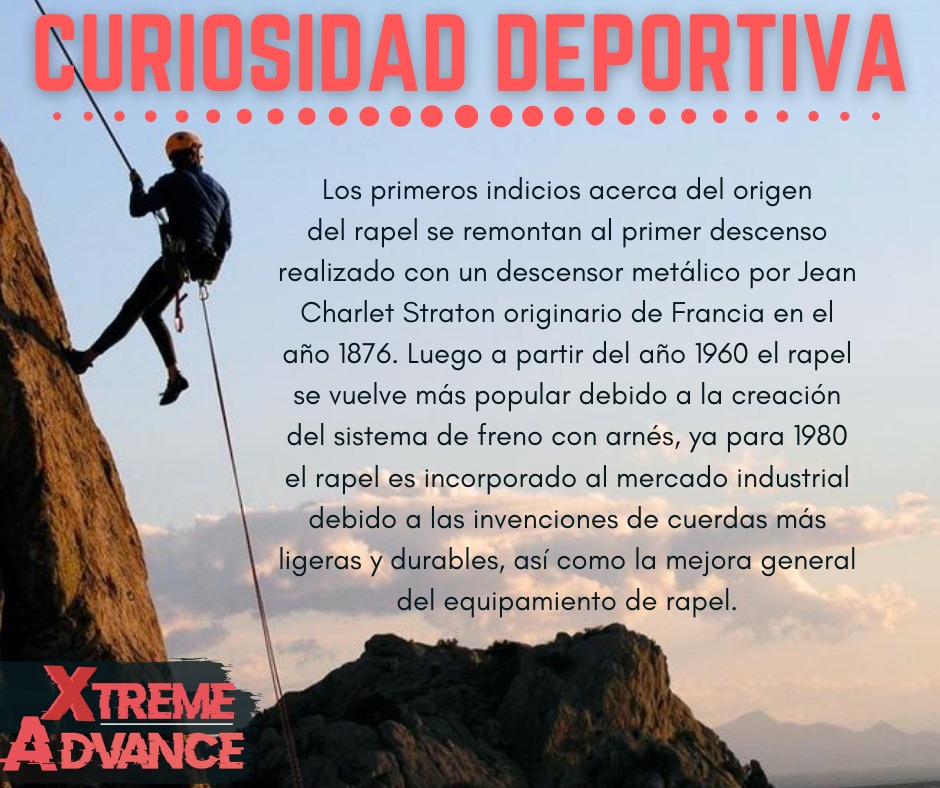 CURIOSIDAD DEPORTIVA
Los primeros indicios acerca del origen
del rapel se remontan al primer descenso
realizado con un descensor metálico por Jean
Charlet Straton originario de Francia en el
año 1876. Luego a partir del año 1960 el rapel
se vuelve más popular debido a la creación
del sistema de freno con arnés, ya para 1980
el rapel es incorporado al mercado industrial
debido a las invenciones de cuerdas más
ligeras y durables, así como la mejora general
del equipamiento de rapel.
XTREME
ADVANCE